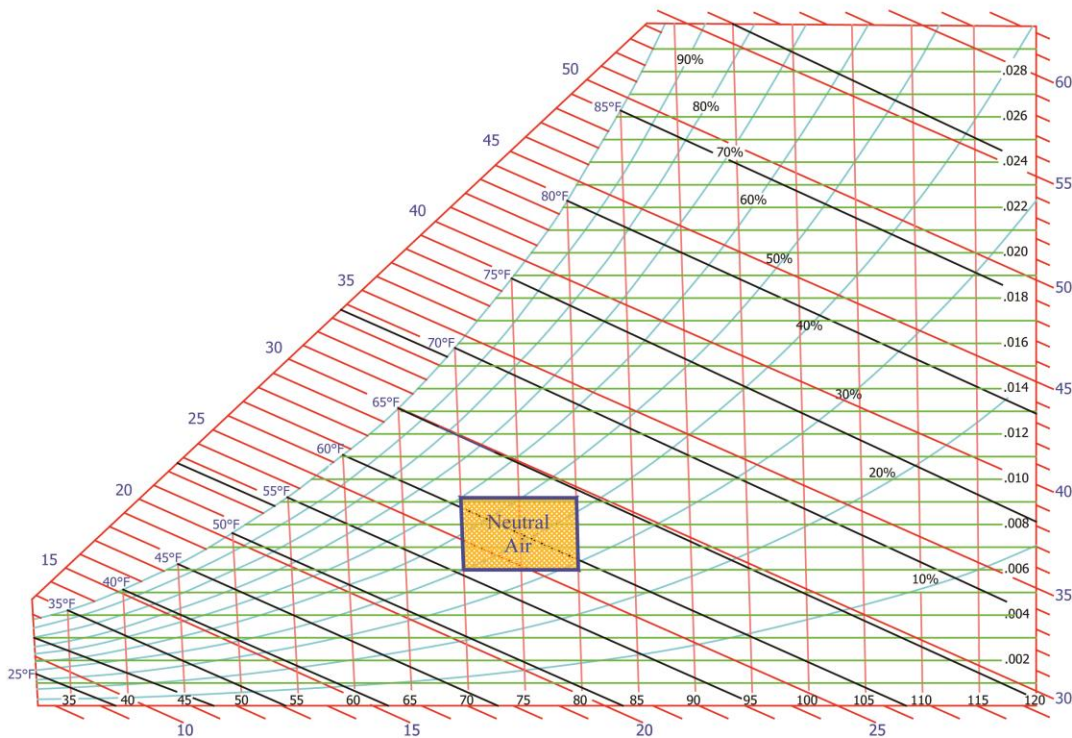 50
45
40
35
30
25
20
15
90%
80%
70%
60%
50%
40%
30%
20%
10%
85°F
80°F
75°F
70°F
65°F
60°F
55°F
50°F
45°F
40°F
35°F
25°F
Neutral
Air
.028
.026
.024
.022
.020
.018
.016
.014
.012
.010
.008
.006
.004
.002
60
55
50
45
40
35
30
35 40 45 50 55 60 65 70 75 80 85 90 95 100 105 110 115 120
10 15 20 25